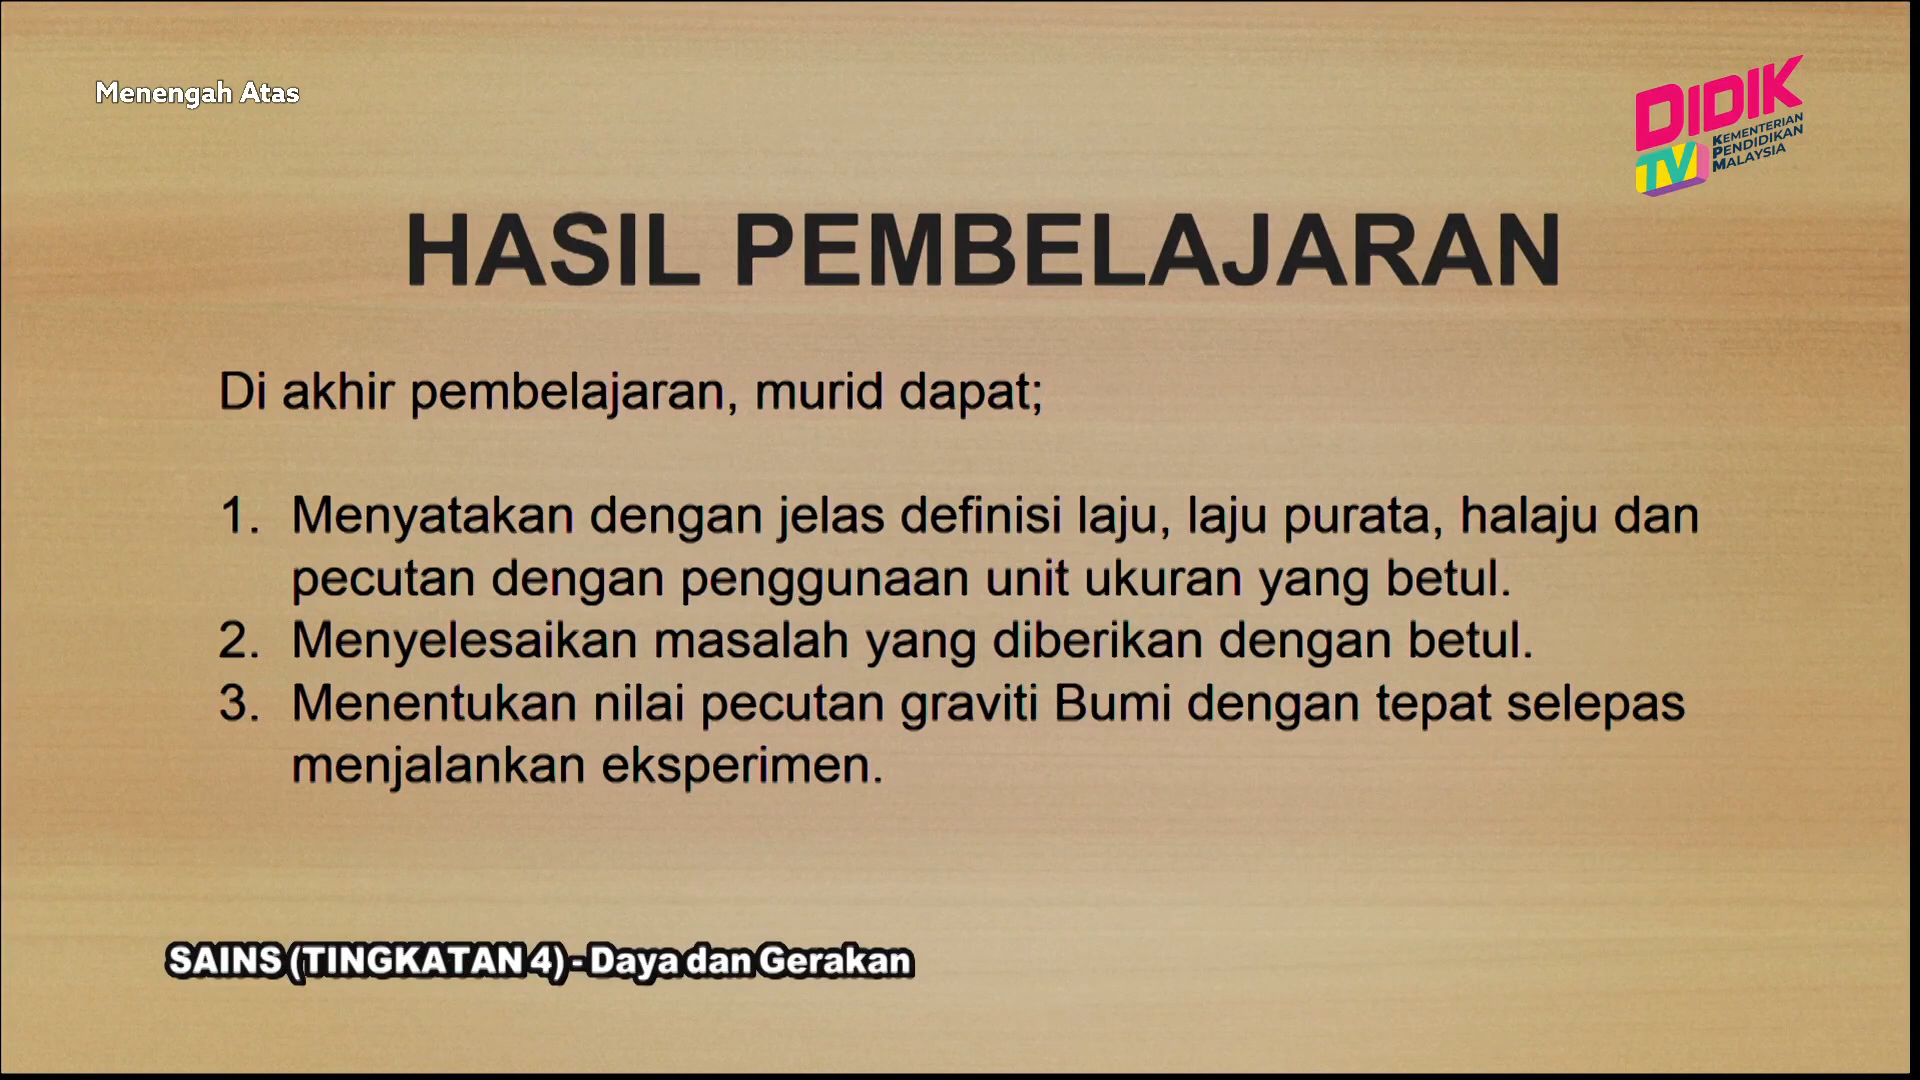 Menengah Atas
DIDIK
TV
KEMENTERIAN
PENDIDIKAN
MALAYSIA
HASIL PEMBELAJARAN
Di akhir pembelajaran, murid dapat;
1. Menyatakan dengan jelas definisi laju, laju purata, halaju dan
pecutan dengan penggunaan unit ukuran yang betul.
2. Menyelesaikan masalah yang diberikan dengan betul.
3. Menentukan nilai pecutan graviti Bumi dengan tepat selepas
menjalankan eksperimen.
SAINS (TINGKATAN 4) - Daya dan Gerakan